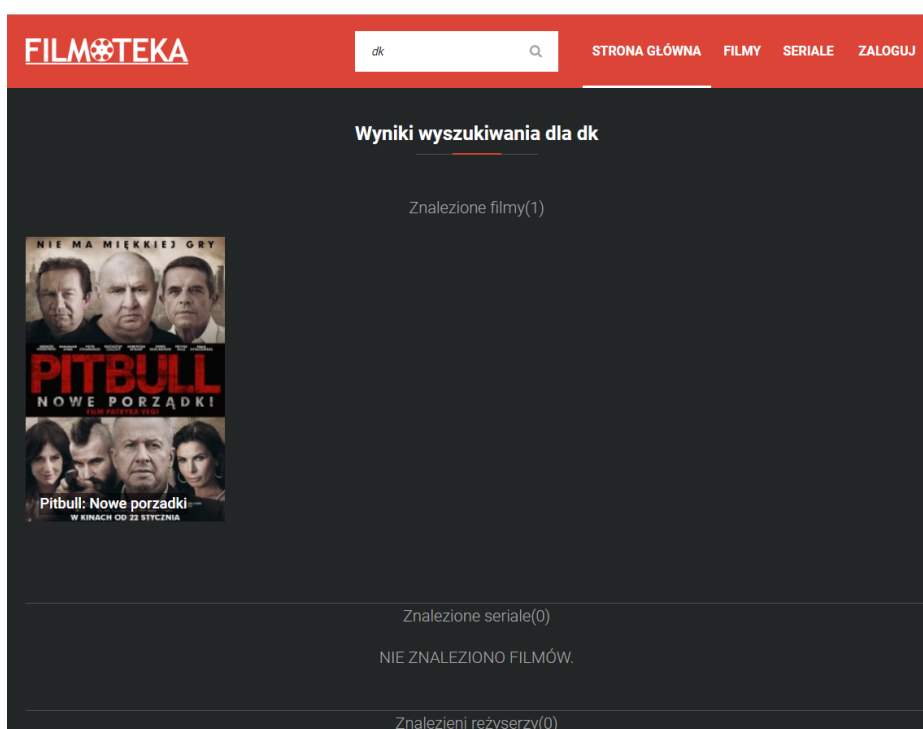 FILMOTEKA
dk
STRONA GŁÓWNA FILMY SERIALE ZALOGUJ
Wyniki wyszukiwania dla dk
Znalezione filmy(1)
NIE MA MIĘKKIEJ GRY
PITBULL
NOWE PORZĄDKI
FILM PATRYKA VEGI
Pitbull: Nowe porzadki
W KINACH OD 22 STYCZNIA
Znalezione seriale(0)
NIE ZNALEZIONO FILMÓW.
Znalezieni reżyserzy(0)